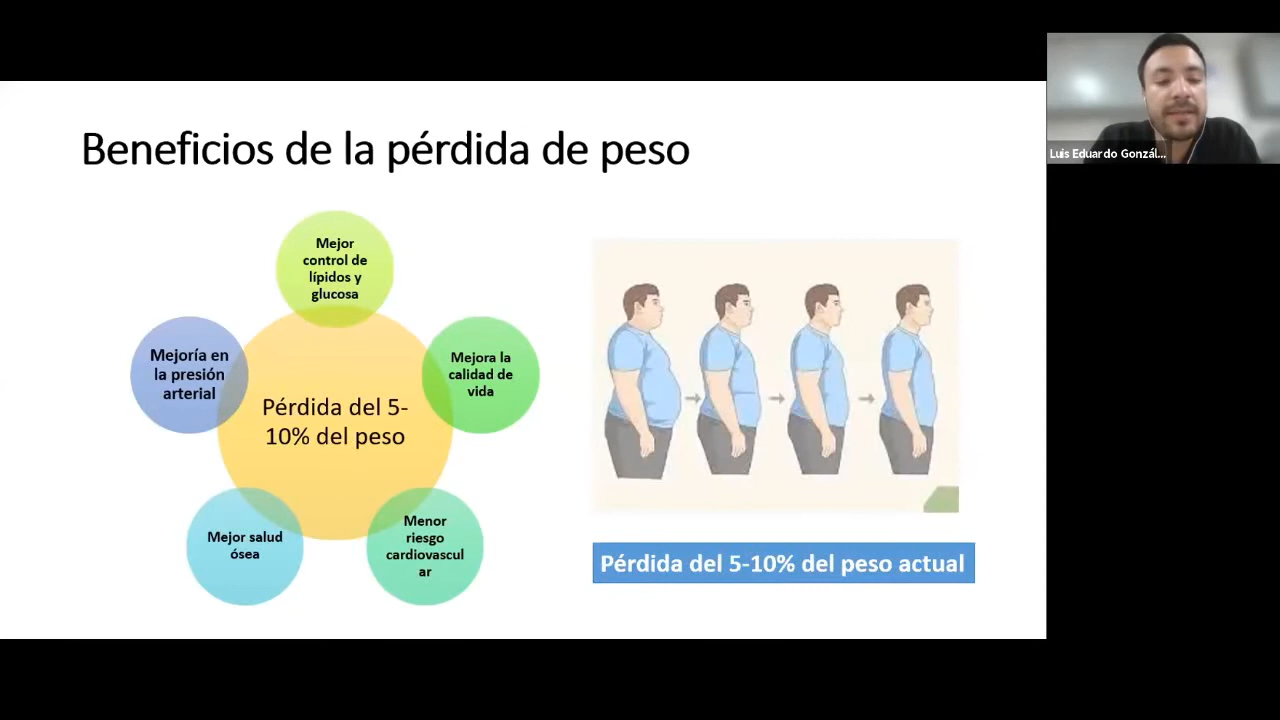 Beneficios de la pérdida de peso
Mejor
control de
lípidos y
glucosa
Mejoría en
la presión
arterial
Mejora la
calidad de
vida
Pérdida del 5-
10% del peso
Mejor salud
ósea
Menor
riesgo
cardiovascul
ar
Pérdida del 5-10% del peso actual
Luis Eduardo Gonzál...